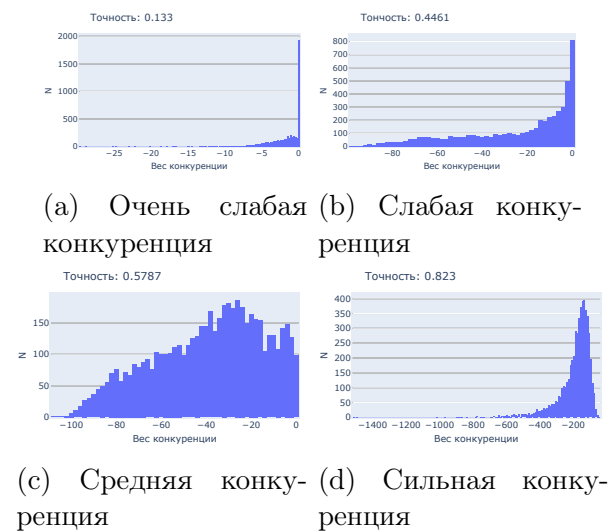 Точность: 0.133
2000
1500
1000
500
0
N
−25
−20
−15
−10
−5
0
Вес конкуренции
(a) Очень слабая
конкуренция
Тончость: 0.4461
800
700
600
500
400
300
200
100
0
N
−80
−60
−40
−20
0
Вес конкуренции
(b) Слабая конку-
ренция
Точность: 0.5787
150
100
50
0
N
−100
−80
−60
−40
−20
0
Вес конкуренции
(c) Средняя конку-
ренция
Точность: 0.823
400
350
300
250
200
150
100
50
0
N
−1400
−1200
−1000
−800
−600
−400
−200
Вес конкуренции
(d) Сильная конку-
ренция